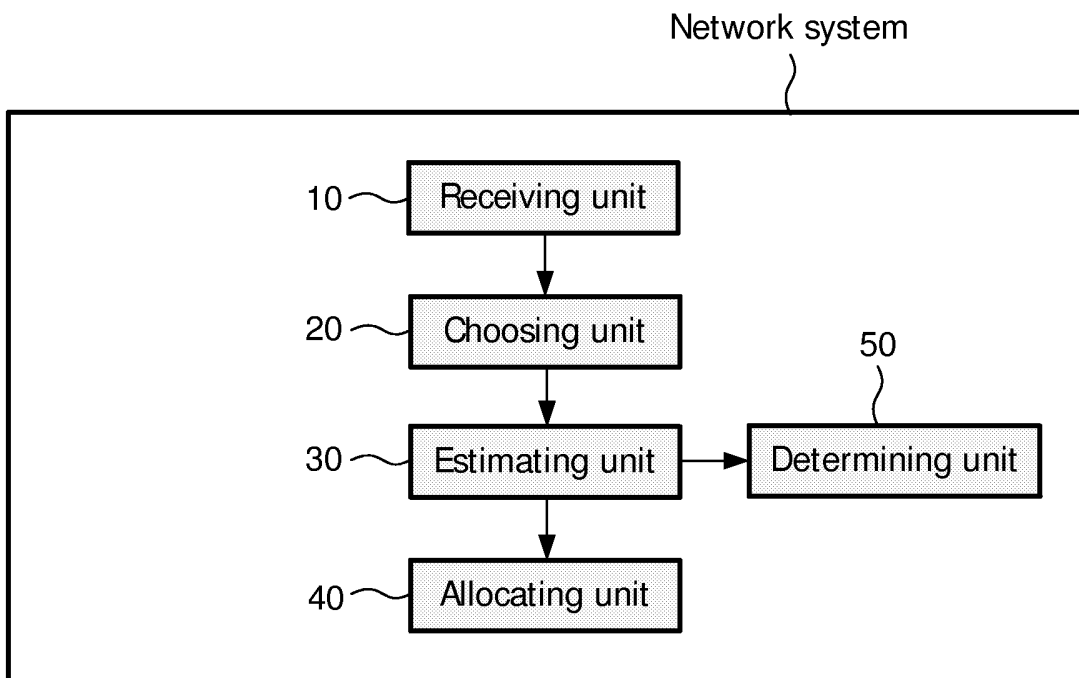 Network system
10
Receiving unit
20
Choosing unit
50
30
Estimating unit
Determining unit
40
Allocating unit